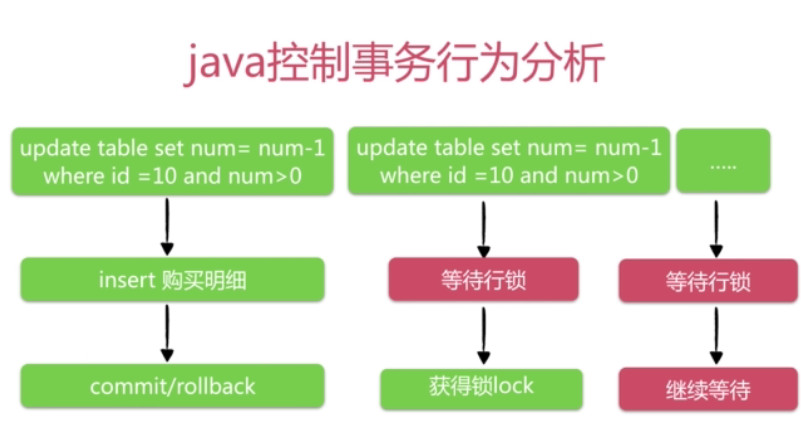 java控制事务行为分析
update table set num= num-1
where id =10 and num>0
update table set num= num-1
where id =10 and num>0
.....
insert 购买明细
等待行锁
等待行锁
commit/rollback
获得锁lock
继续等待